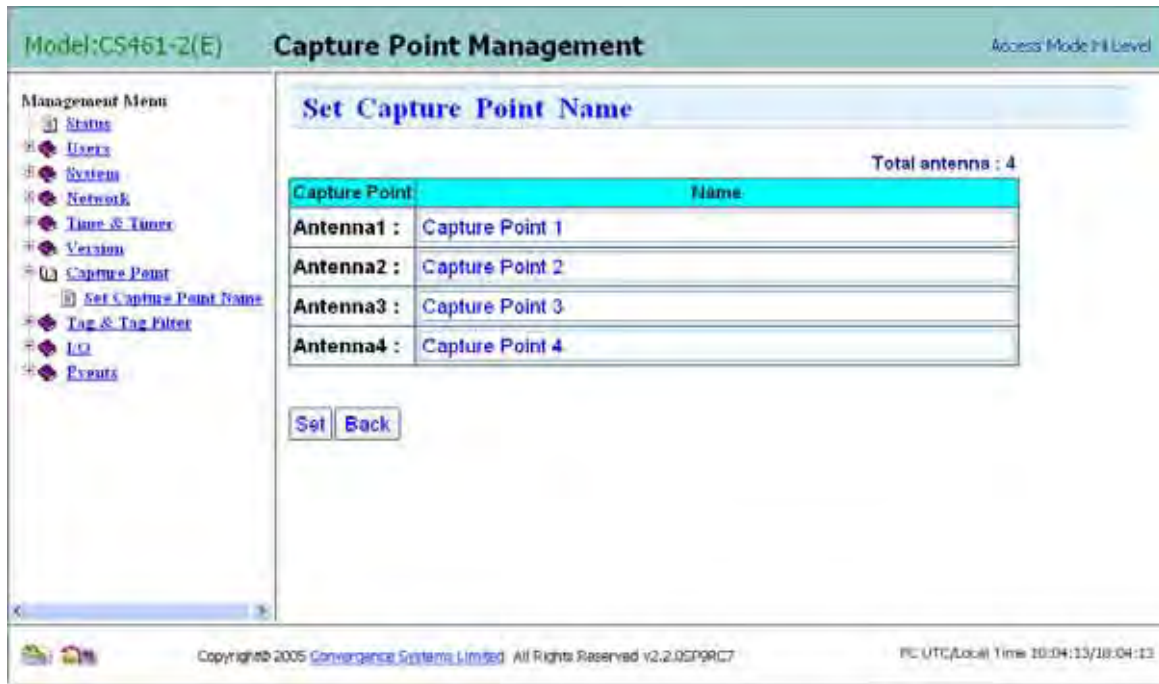 Model:CS461-2(E)
Capture Point Management
Access Mode Hi Level
Management Menu
Status
Users
System
Network
Time & Timer
Version
Capture Point
Set Capture Point Name
Tag & Tag Filter
I/O
Events
Set Capture Point Name
Total antenna : 4
Capture Point Name
Antenna1 : Capture Point 1
Antenna2 : Capture Point 2
Antenna3 : Capture Point 3
Antenna4 : Capture Point 4
Set Back
Copyright© 2005 Convergence Systems Limited All Rights Reserved v2.2.0SP9RC7
PC UTC/Local Time 10:04:13/18:04:13